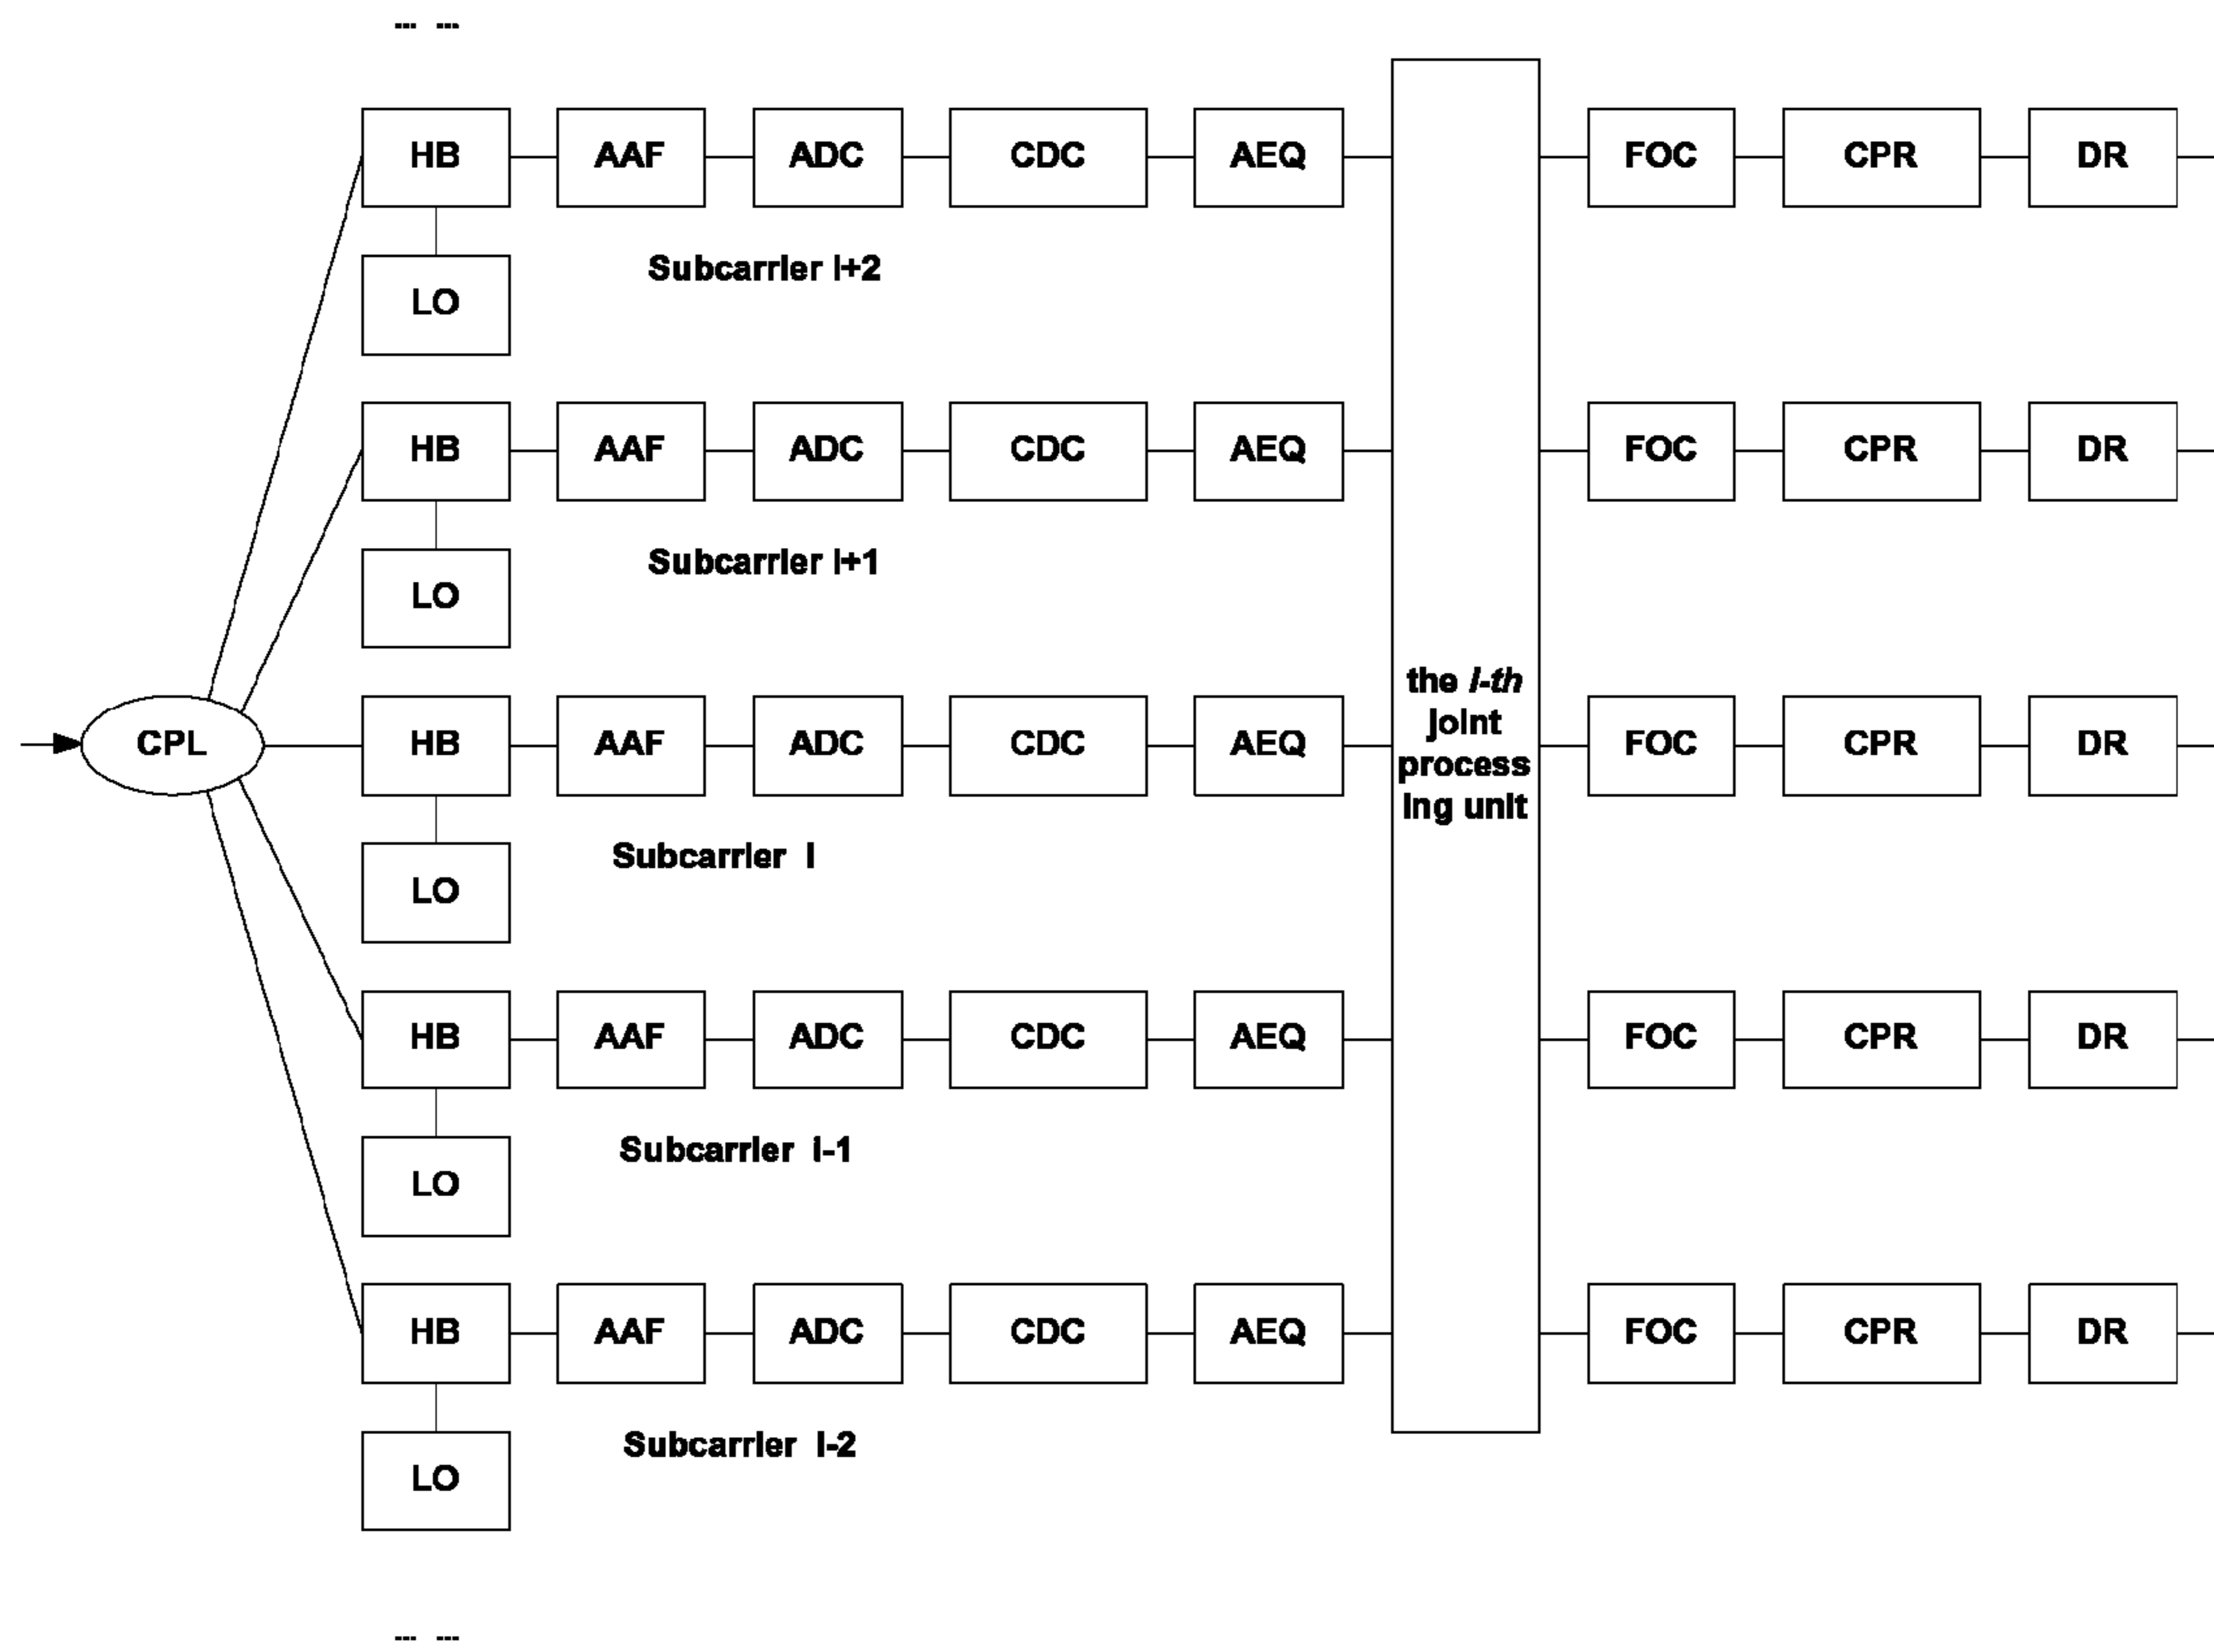 --- ---
HB AAF ADC CDC AEQ FOC CPR DR
Subcarrier i+2
LO
HB AAF ADC CDC AEQ FOC CPR DR
Subcarrier i+1
LO
the i-th
joint
process
ing unit
CPL HB AAF ADC CDC AEQ FOC CPR DR
Subcarrier i
LO
HB AAF ADC CDC AEQ FOC CPR DR
Subcarrier i-1
LO
HB AAF ADC CDC AEQ FOC CPR DR
Subcarrier i-2
LO
--- ---